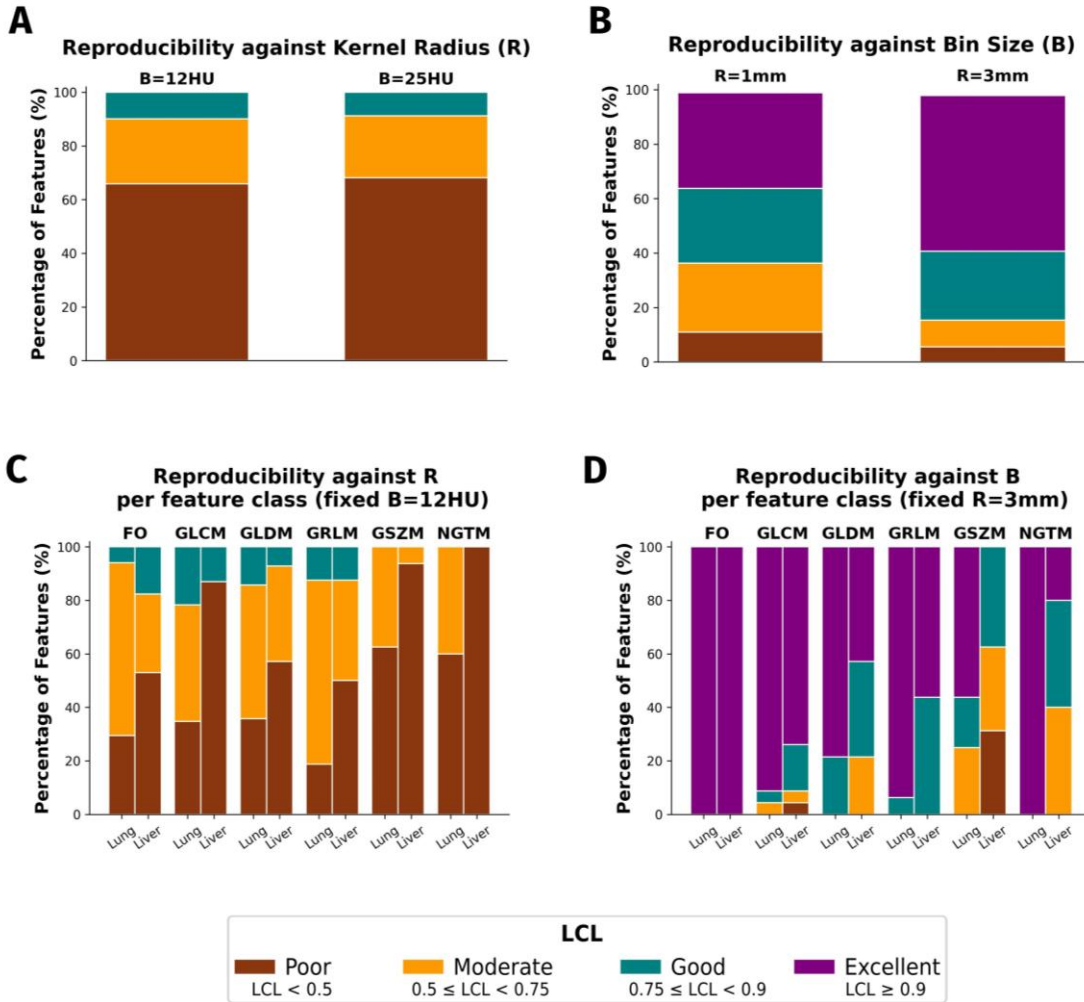 A
Reproducibility against Kernel Radius (R)
B=12HU
B=25HU
Percentage of Features (%)
100
80
60
40
20
0
B
Reproducibility against Bin Size (B)
R=1mm
R=3mm
Percentage of Features (%)
100
80
60
40
20
0
C
Reproducibility against R
per feature class (fixed B=12HU)
FO GLCM GLDM GRLM GSZM NGTM
Percentage of Features (%)
100
80
60
40
20
0
Lung Liver Lung Liver Lung Liver Lung Liver Lung Liver Lung Liver
D
Reproducibility against B
per feature class (fixed R=3mm)
FO GLCM GLDM GRLM GSZM NGTM
Percentage of Features (%)
100
80
60
40
20
0
Lung Liver Lung Liver Lung Liver Lung Liver Lung Liver Lung Liver
LCL
Poor Moderate Good Excellent
LCL < 0.5 0.5 ≤ LCL < 0.75 0.75 ≤ LCL < 0.9 LCL ≥ 0.9